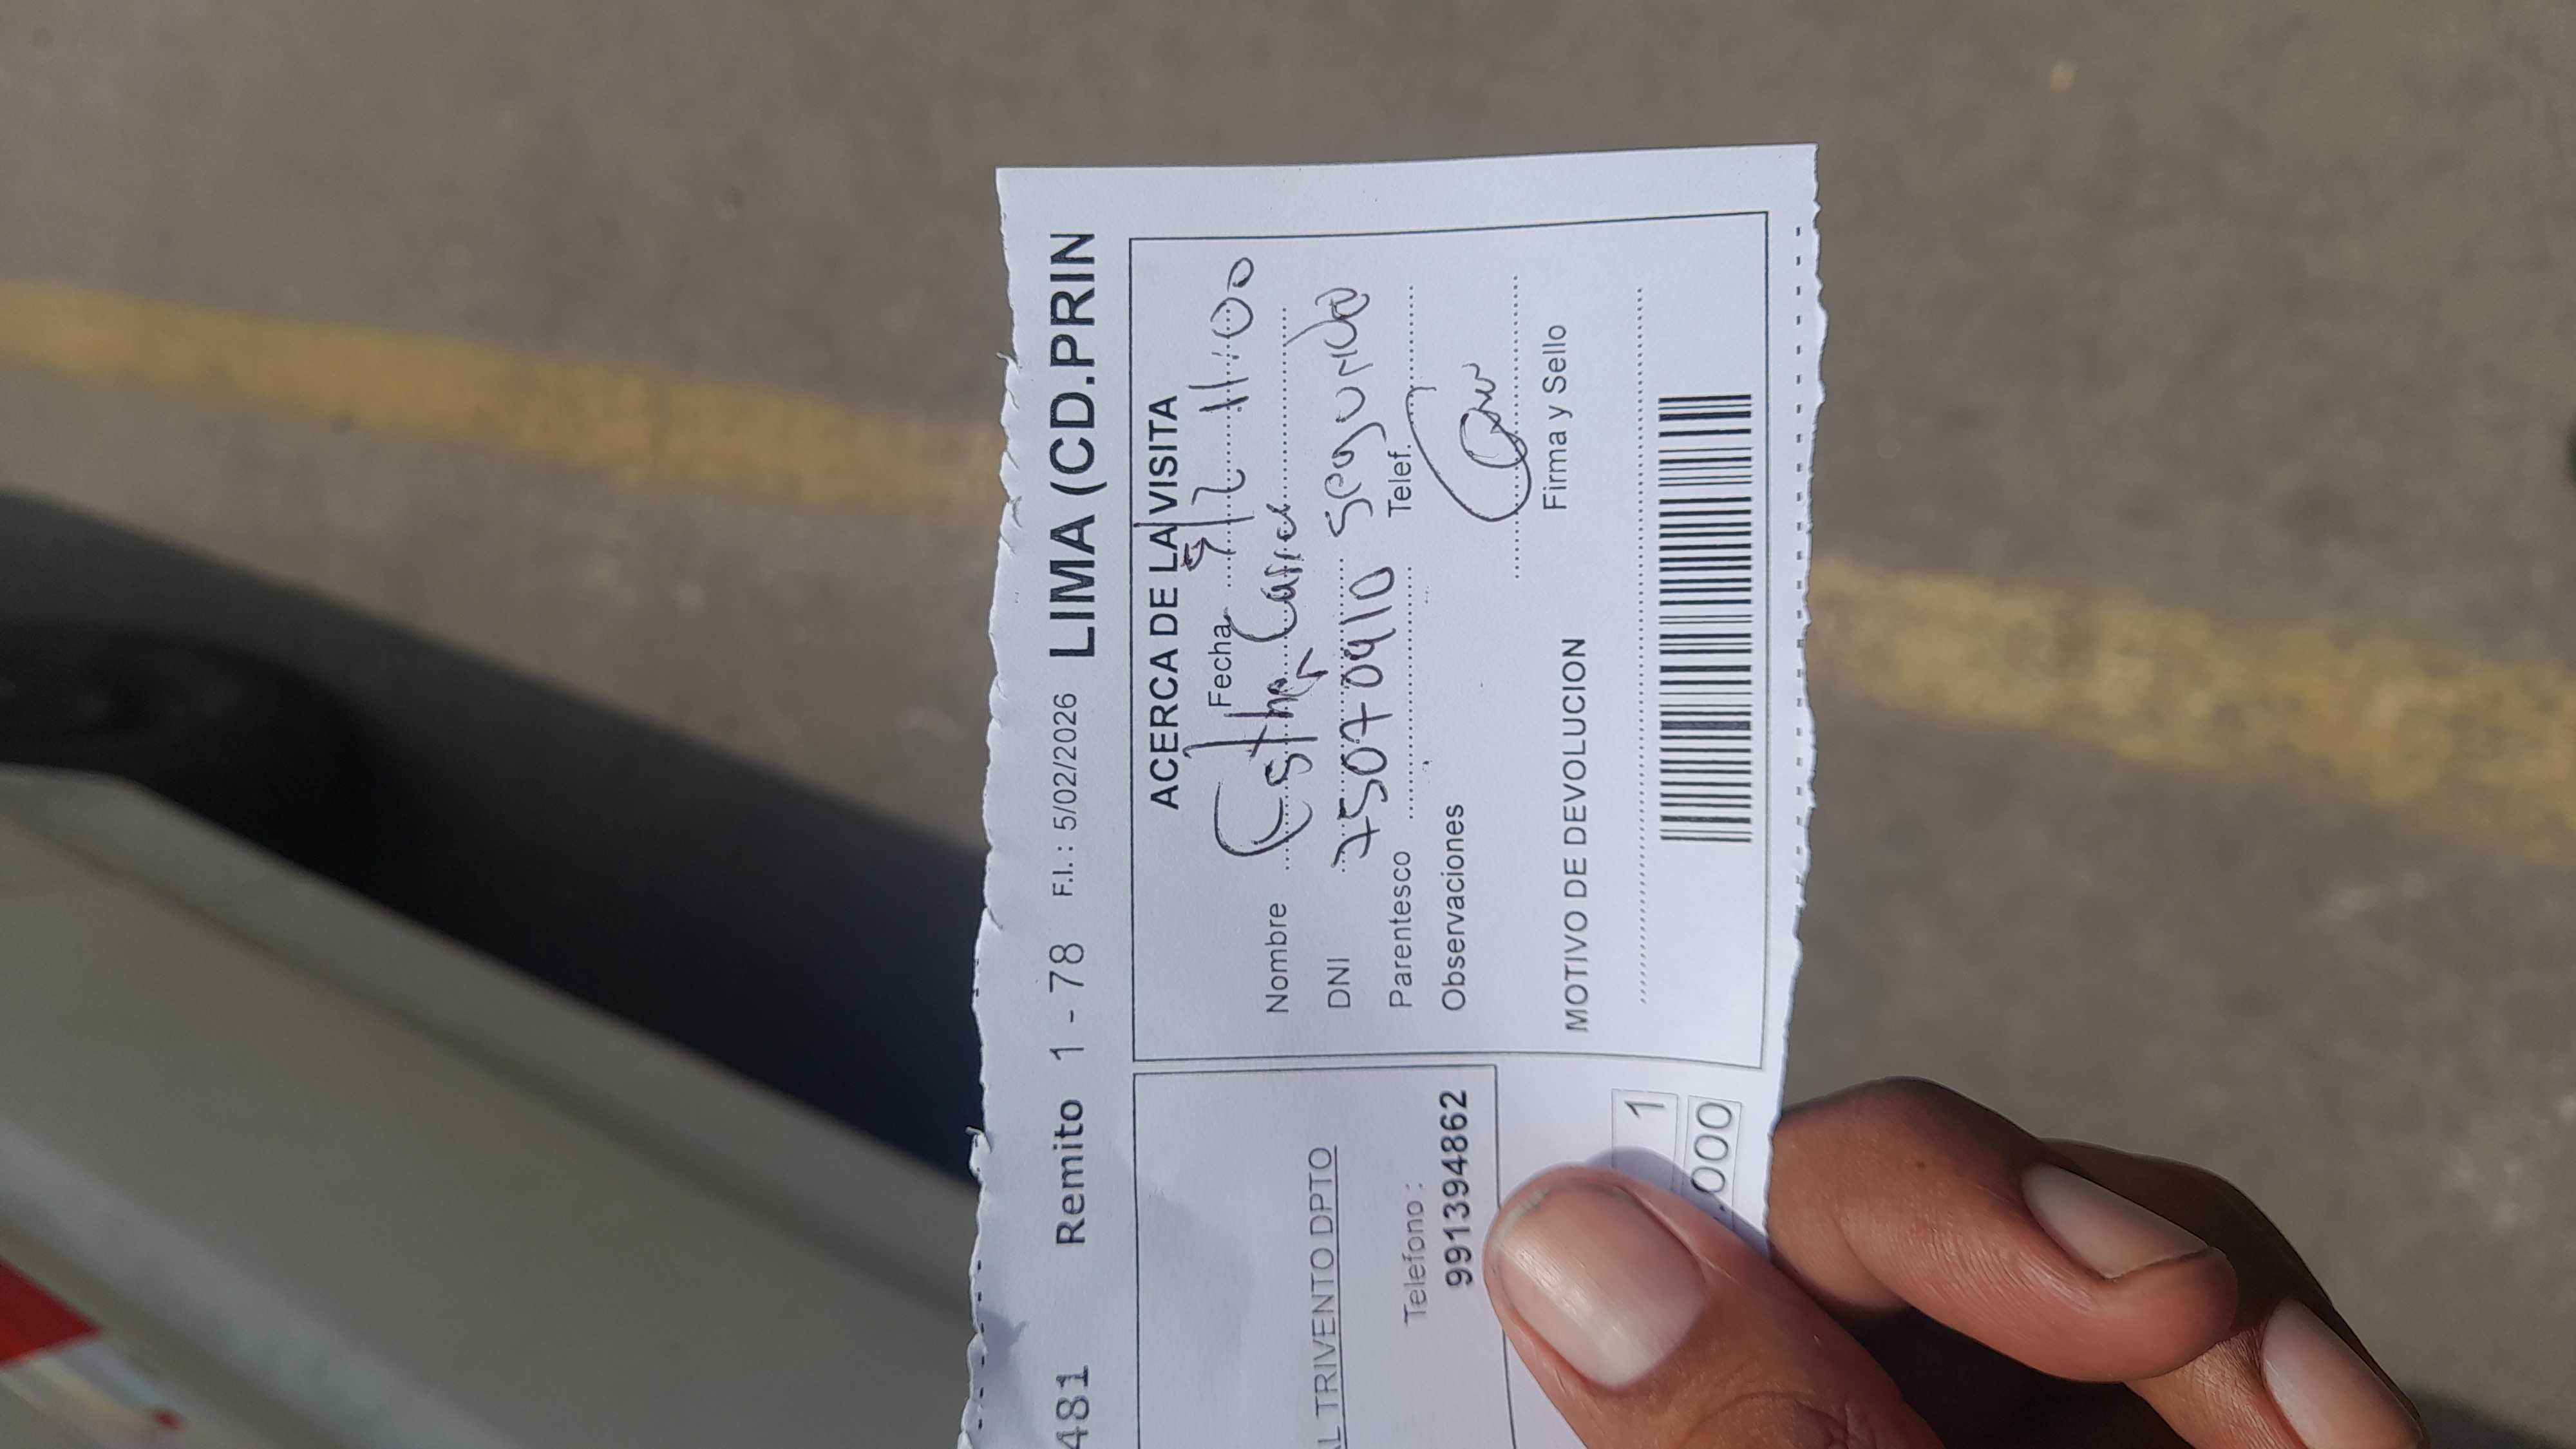 481 Remito 1 - 78 F.I.: 5/02/2026 LIMA (CD.PRIN
AL TRIVENTO DPTO
Telefono :
991394862
1
.000
ACERCA DE LA VISITA
Fecha 5/2 11:00
Nombre Esther
DNI 75070910 Seguridad
Parentesco Telef.
Observaciones
Firma y Sello
MOTIVO DE DEVOLUCION